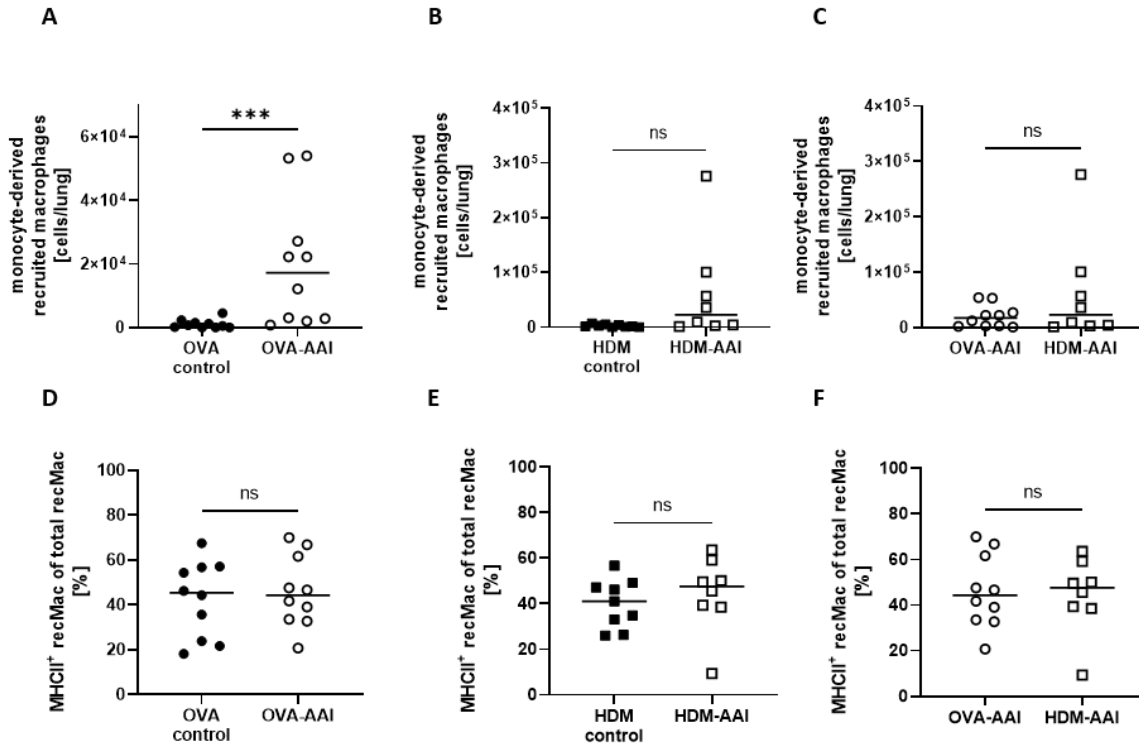 A
monocyte-derived
recruited macrophages
[cells/lung]
6×10⁴
4×10⁴
2×10⁴
0
***
OVA
control
OVA-AAI
B
monocyte-derived
recruited macrophages
[cells/lung]
4×10⁵
3×10⁵
2×10⁵
1×10⁵
0
ns
HDM
control
HDM-AAI
C
monocyte-derived
recruited macrophages
[cells/lung]
4×10⁵
3×10⁵
2×10⁵
1×10⁵
0
ns
OVA-AAI
HDM-AAI
D
MHCII⁺ recMac of total recMac
[%]
100
80
60
40
20
0
ns
OVA
control
OVA-AAI
E
MHCII⁺ recMac of total recMac
[%]
100
80
60
40
20
0
ns
HDM
control
HDM-AAI
F
MHCII⁺ recMac of total recMac
[%]
100
80
60
40
20
0
ns
OVA-AAI
HDM-AAI